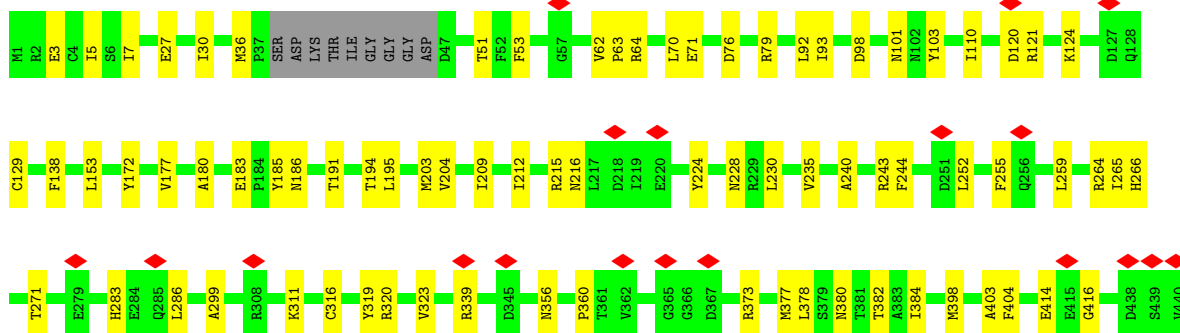 M1 R2 E3 C4 I5 S6 I7 E27 I30 M36 P37 SER ASP LYS THR ILE GLY GLY GLY ASP D47 T51 F52 F53 G57 V62 P63 R64 L70 E71 D76 R79 L92 I93 D98 N101 N102 Y103 I110 D120 R121 K124 D127 Q128
C129 F138 L153 Y172 V177 A180 E183 P184 Y185 N186 T191 T194 L195 M203 V204 I209 I212 R215 N216 L217 D218 I219 E220 Y224 N228 R229 L230 V235 A240 R243 F244 D251 L252 F255 Q256 L259 R264 I265 H266
T271 E279 H283 E284 Q285 L286 A299 R308 K311 C316 Y319 R320 V323 R339 D345 N356 P360 T361 V362 G365 G366 D367 R373 M377 L378 S379 N380 T381 T382 A383 I384 M398 A403 F404 E414 E415 G416 D438 S439 V440